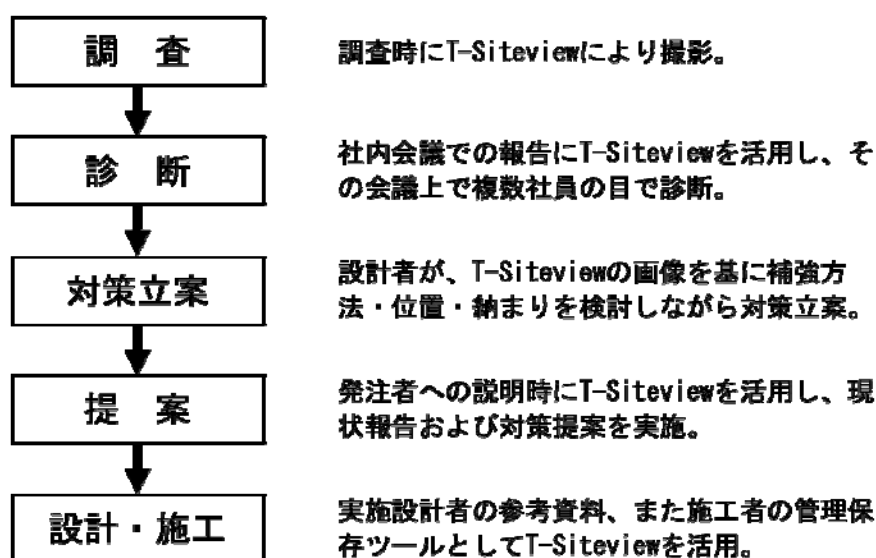 調　査
調査時にT-Siteviewにより撮影。
診　断
社内会議での報告にT-Siteviewを活用し、そ
の会議上で複数社員の目で診断。
対策立案
設計者が、T-Siteviewの画像を基に補強方
法・位置・納まりを検討しながら対策立案。
提　案
発注者への説明時にT-Siteviewを活用し、現
状報告および対策提案を実施。
設計・施工
実施設計者の参考資料、また施工者の管理保
存ツールとしてT-Siteviewを活用。